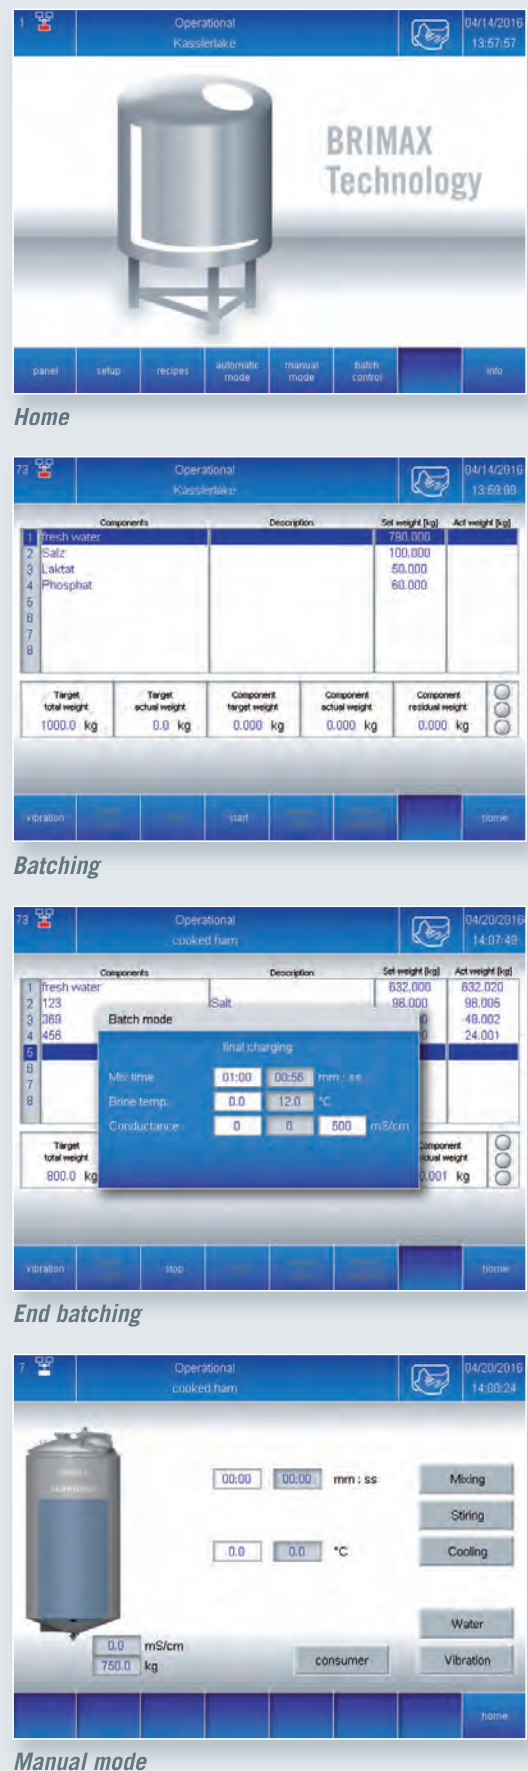 1 Operational 04/14/2016
Kasslerlake 13:57:57
BRIMAX
Technology
panel setup recipes automatic mode manual mode batch control info
Home
73 Operational 04/14/2016
Kasslerlake 13:59:09
Components Description Set weight [kg] Act weight [kg]
1 fresh water 790.000
2 Salz 100.000
3 Laktat 50.000
4 Phosphat 60.000
5
6
7
8
Target total weight Target actual weight Component target weight Component actual weight Component residual weight
1000.0 kg 0.0 kg 0.000 kg 0.000 kg 0.000 kg
vibration start home
Batching
73 Operational 04/20/2016
cooked ham 14:07:49
Components Description Set weight [kg] Act weight [kg]
1 fresh water 632.000 632.020
2 123 Salt 96.000 96.005
3 369 48.002
4 456 24.001
5
6
7
8
Batch mode
final charging
Mix time 01:00 00:56 mm : ss
Brine temp. 0.0 12.0 °C
Conductance 0 0 500 mS/cm
Target total weight
800.0 kg 0.001 kg
vibration stop home
End batching
7 Operational 04/20/2016
cooked ham 14:00:24
00:00 00:00 mm : ss Mixing
Stiring
0.0 0.0 °C Cooling
Water
0.0 mS/cm
750.0 kg consumer Vibration
home
Manual mode